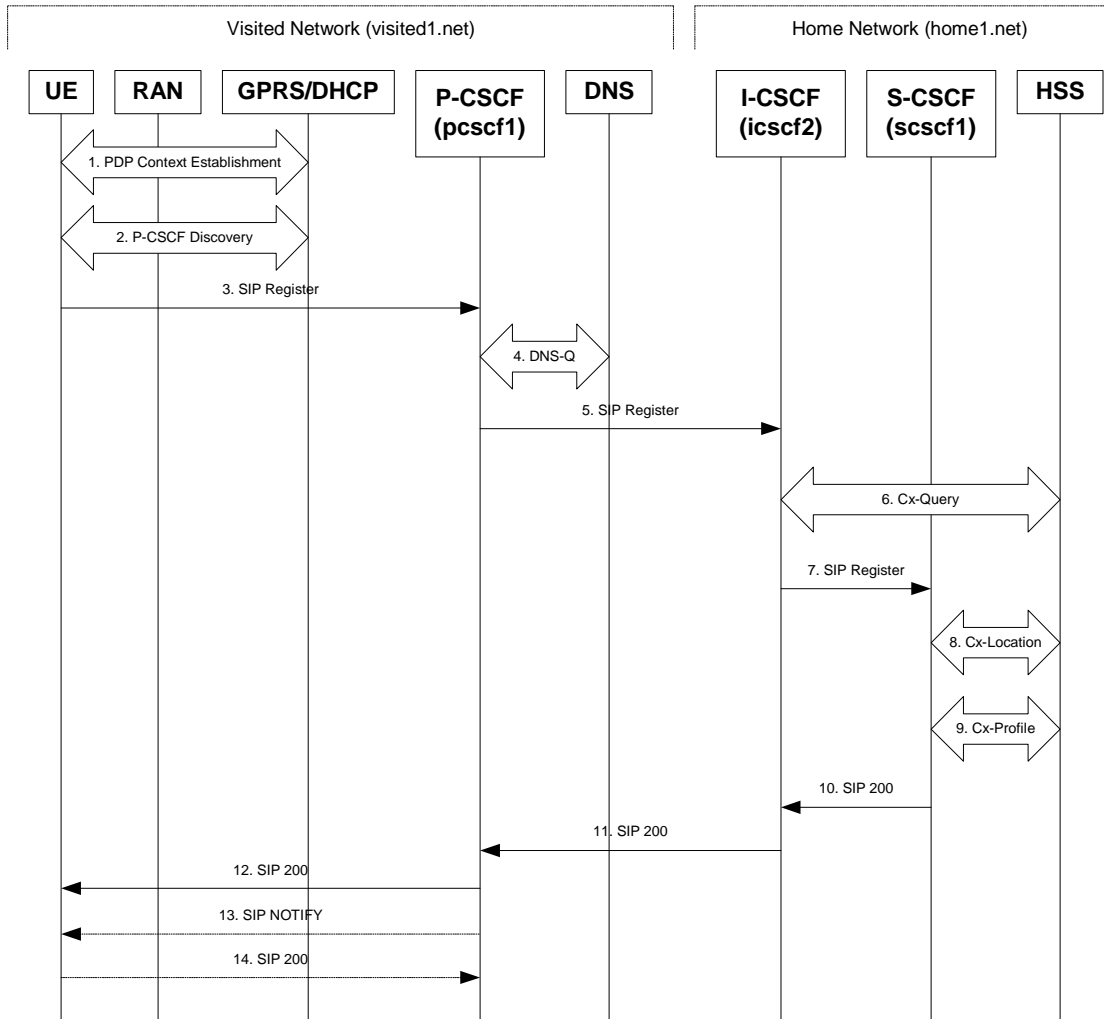 Visited Network (visited1.net)
Home Network (home1.net)
UE
RAN
GPRS/DHCP
P-CSCF
(pcscf1)
DNS
I-CSCF
(icscf2)
S-CSCF
(scscf1)
HSS
1. PDP Context Establishment
2. P-CSCF Discovery
3. SIP Register
4. DNS-Q
5. SIP Register
6. Cx-Query
7. SIP Register
8. Cx-Location
9. Cx-Profile
10. SIP 200
11. SIP 200
12. SIP 200
13. SIP NOTIFY
14. SIP 200